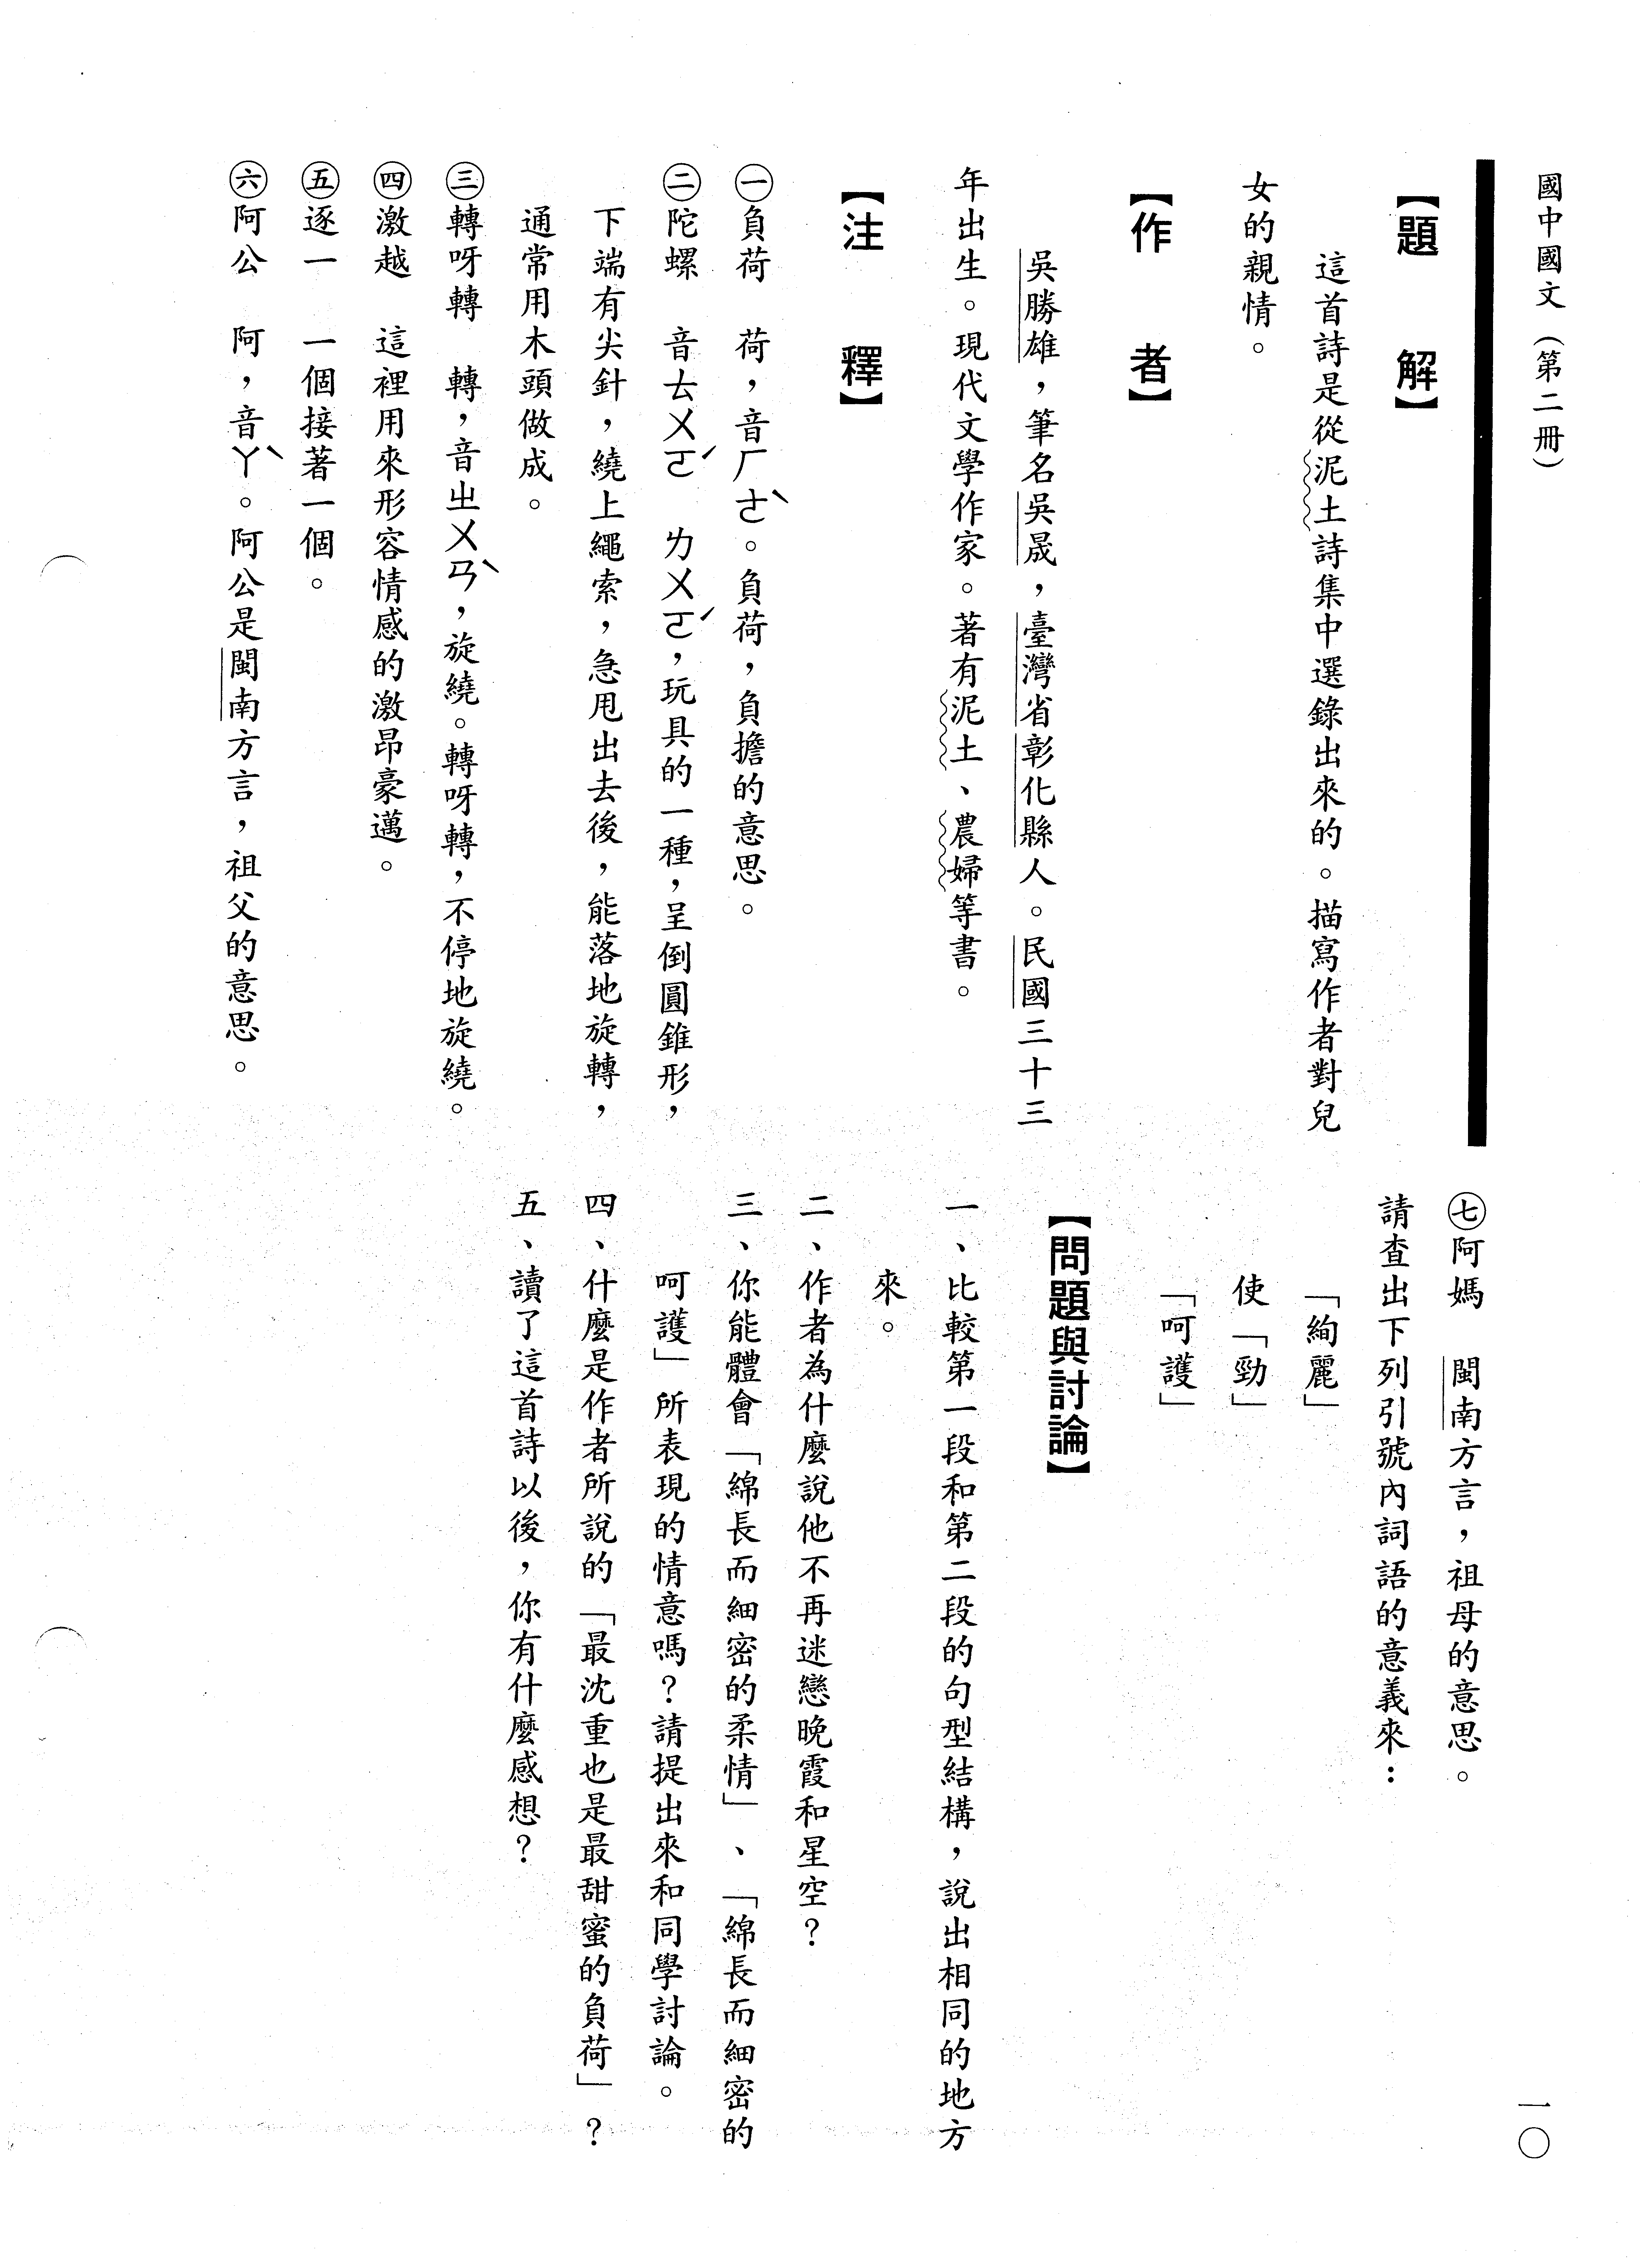 國中國文（第二冊）
【題解】
這首詩是從泥土詩集中選錄出來的。描寫作者對兒
女的親情。
【作者】
吳勝雄，筆名吳晟，臺灣省彰化縣人。民國三十三
年出生。現代文學作家。著有泥土、農婦等書。
【注釋】
㊀負荷　荷，音ㄏㄜˋ。負荷，負擔的意思。
㊁陀螺　音ㄊㄨㄛˊ　ㄌㄨㄛˊ，玩具的一種，呈倒圓錐形，
下端有尖針，繞上繩索，急甩出去後，能落地旋轉，
通常用木頭做成。
㊂轉呀轉　轉，音ㄓㄨㄢˋ，旋繞。轉呀轉，不停地旋繞。
㊃激越　這裡用來形容情感的激昂豪邁。
㊄逐一　一個接著一個。
㊅阿公　阿，音ㄚˋ。阿公是閩南方言，祖父的意思。
㊆阿媽　閩南方言，祖母的意思。
請查出下列引號內詞語的意義來：
「絢麗」
使「勁」
「呵護」
【問題與討論】
一、比較第一段和第二段的句型結構，說出相同的地方
來。
二、作者為什麼說他不再迷戀晚霞和星空？
三、你能體會「綿長而細密的柔情」、「綿長而細密的
呵護」所表現的情意嗎？請提出來和同學討論。
四、什麼是作者所說的「最沈重也是最甜蜜的負荷」？
五、讀了這首詩以後，你有什麼感想？
一〇